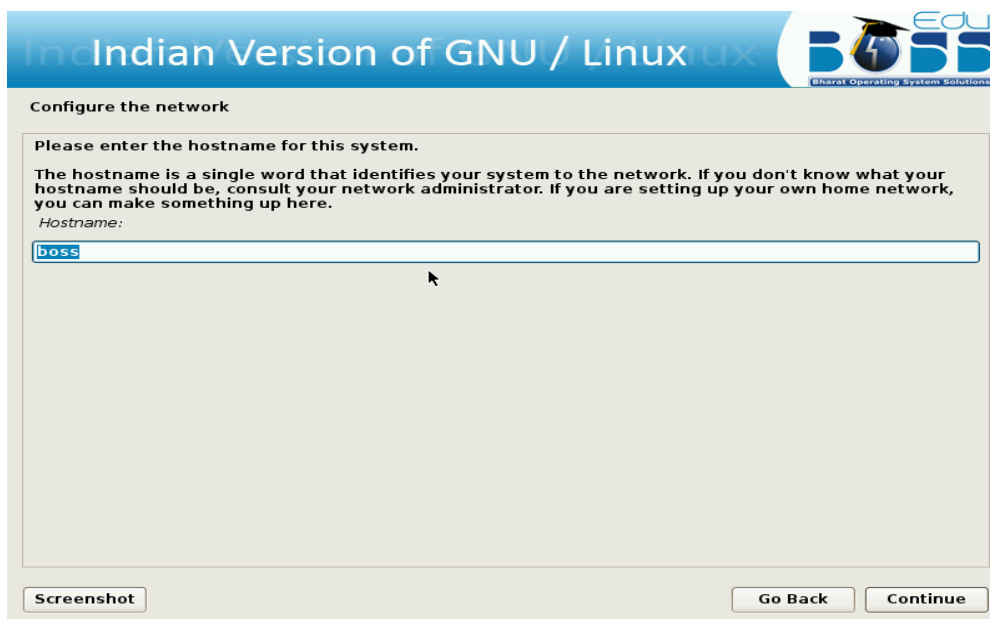 Indian Version of GNU / Linux
Edu
BOSS
Bharat Operating System Solutions
Configure the network
Please enter the hostname for this system.
The hostname is a single word that identifies your system to the network. If you don't know what your
hostname should be, consult your network administrator. If you are setting up your own home network,
you can make something up here.
Hostname:
boss
Screenshot
Go Back
Continue